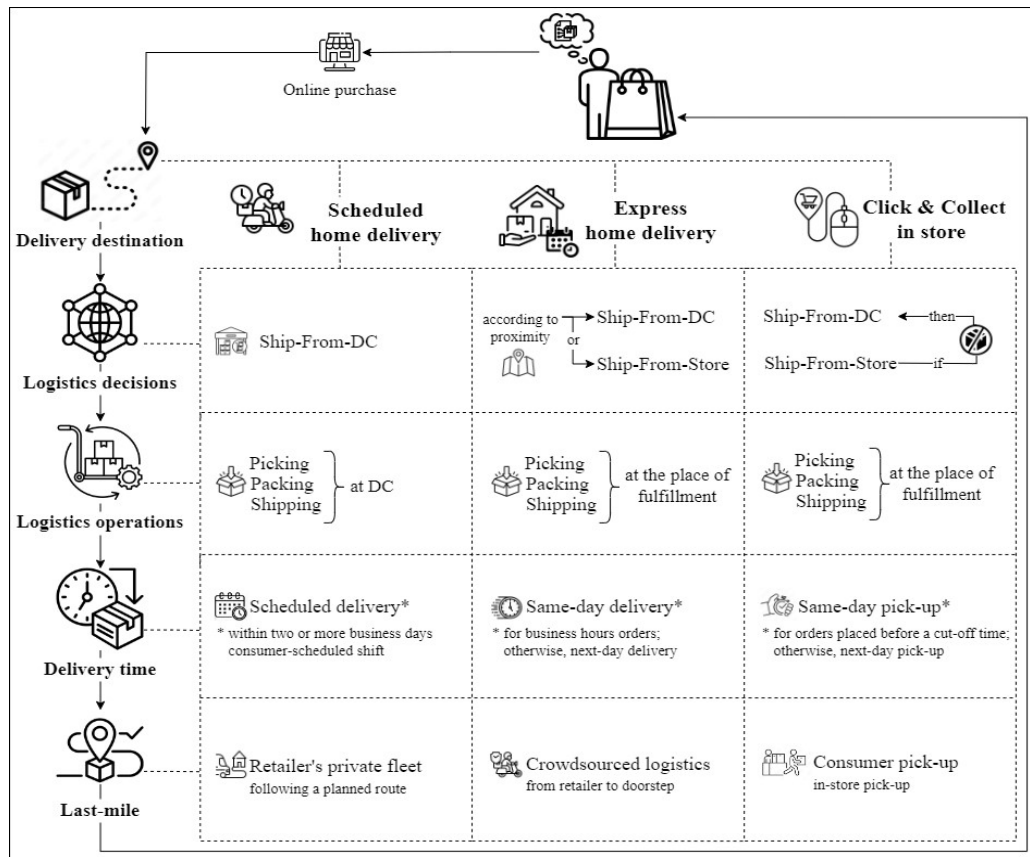 Online purchase
Delivery destination
Scheduled
home delivery
Express
home delivery
Click & Collect
in store
Logistics decisions
Ship-From-DC
according to
proximity
or
Ship-From-DC
Ship-From-Store
Ship-From-DC
then
Ship-From-Store
if
Logistics operations
Picking
Packing
Shipping
at DC
Picking
Packing
Shipping
at the place of
fulfillment
Picking
Packing
Shipping
at the place of
fulfillment
Delivery time
Scheduled delivery*
* within two or more business days
consumer-scheduled shift
Same-day delivery*
* for business hours orders;
otherwise, next-day delivery
Same-day pick-up*
* for orders placed before a cut-off time;
otherwise, next-day pick-up
Last-mile
Retailer's private fleet
following a planned route
Crowdsourced logistics
from retailer to doorstep
Consumer pick-up
in-store pick-up